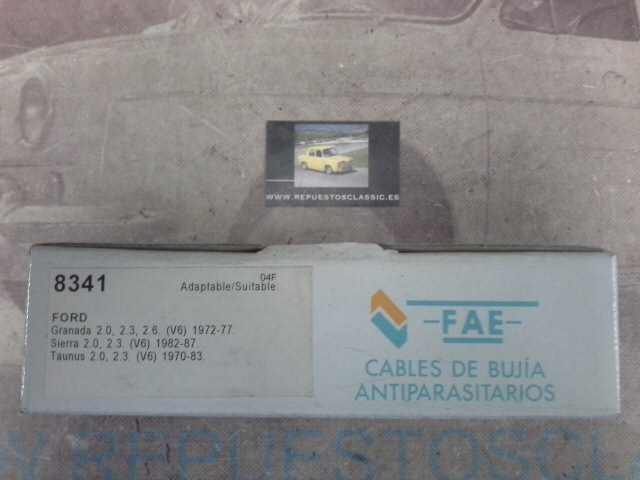 WWW.REPUESTOSCLASSIC.ES
8341
04F
Adaptable/Suitable:
FORD
Granada 2.0, 2.3, 2.6. (V6) 1972-77.
Sierra 2.0, 2.3. (V6) 1982-87.
Taunus 2.0, 2.3. (V6) 1970-83.
FAE
CABLES DE BUJÍA
ANTIPARASITARIOS
W.REPUESTOSCLA